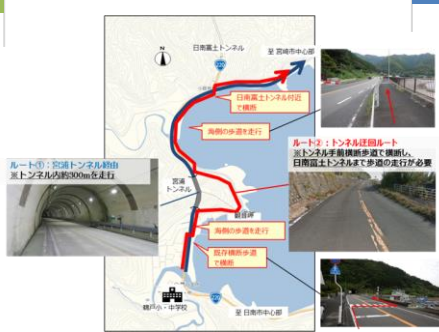 日南富士トンネル
至 宮崎市中心部
220
日南富士トンネル付近
で横断
海側の歩道を走行
ルート①：宮浦トンネル経由
※トンネル内約300mを走行
ルート②：トンネル迂回ルート
※トンネル手前横断歩道で横断し、
日南富士トンネルまで歩道の走行が必要
宮浦
トンネル
観音岬
海側の歩道を走行
既存横断歩道
で横断
鵜戸小・中学校
220
至 日南市中心部